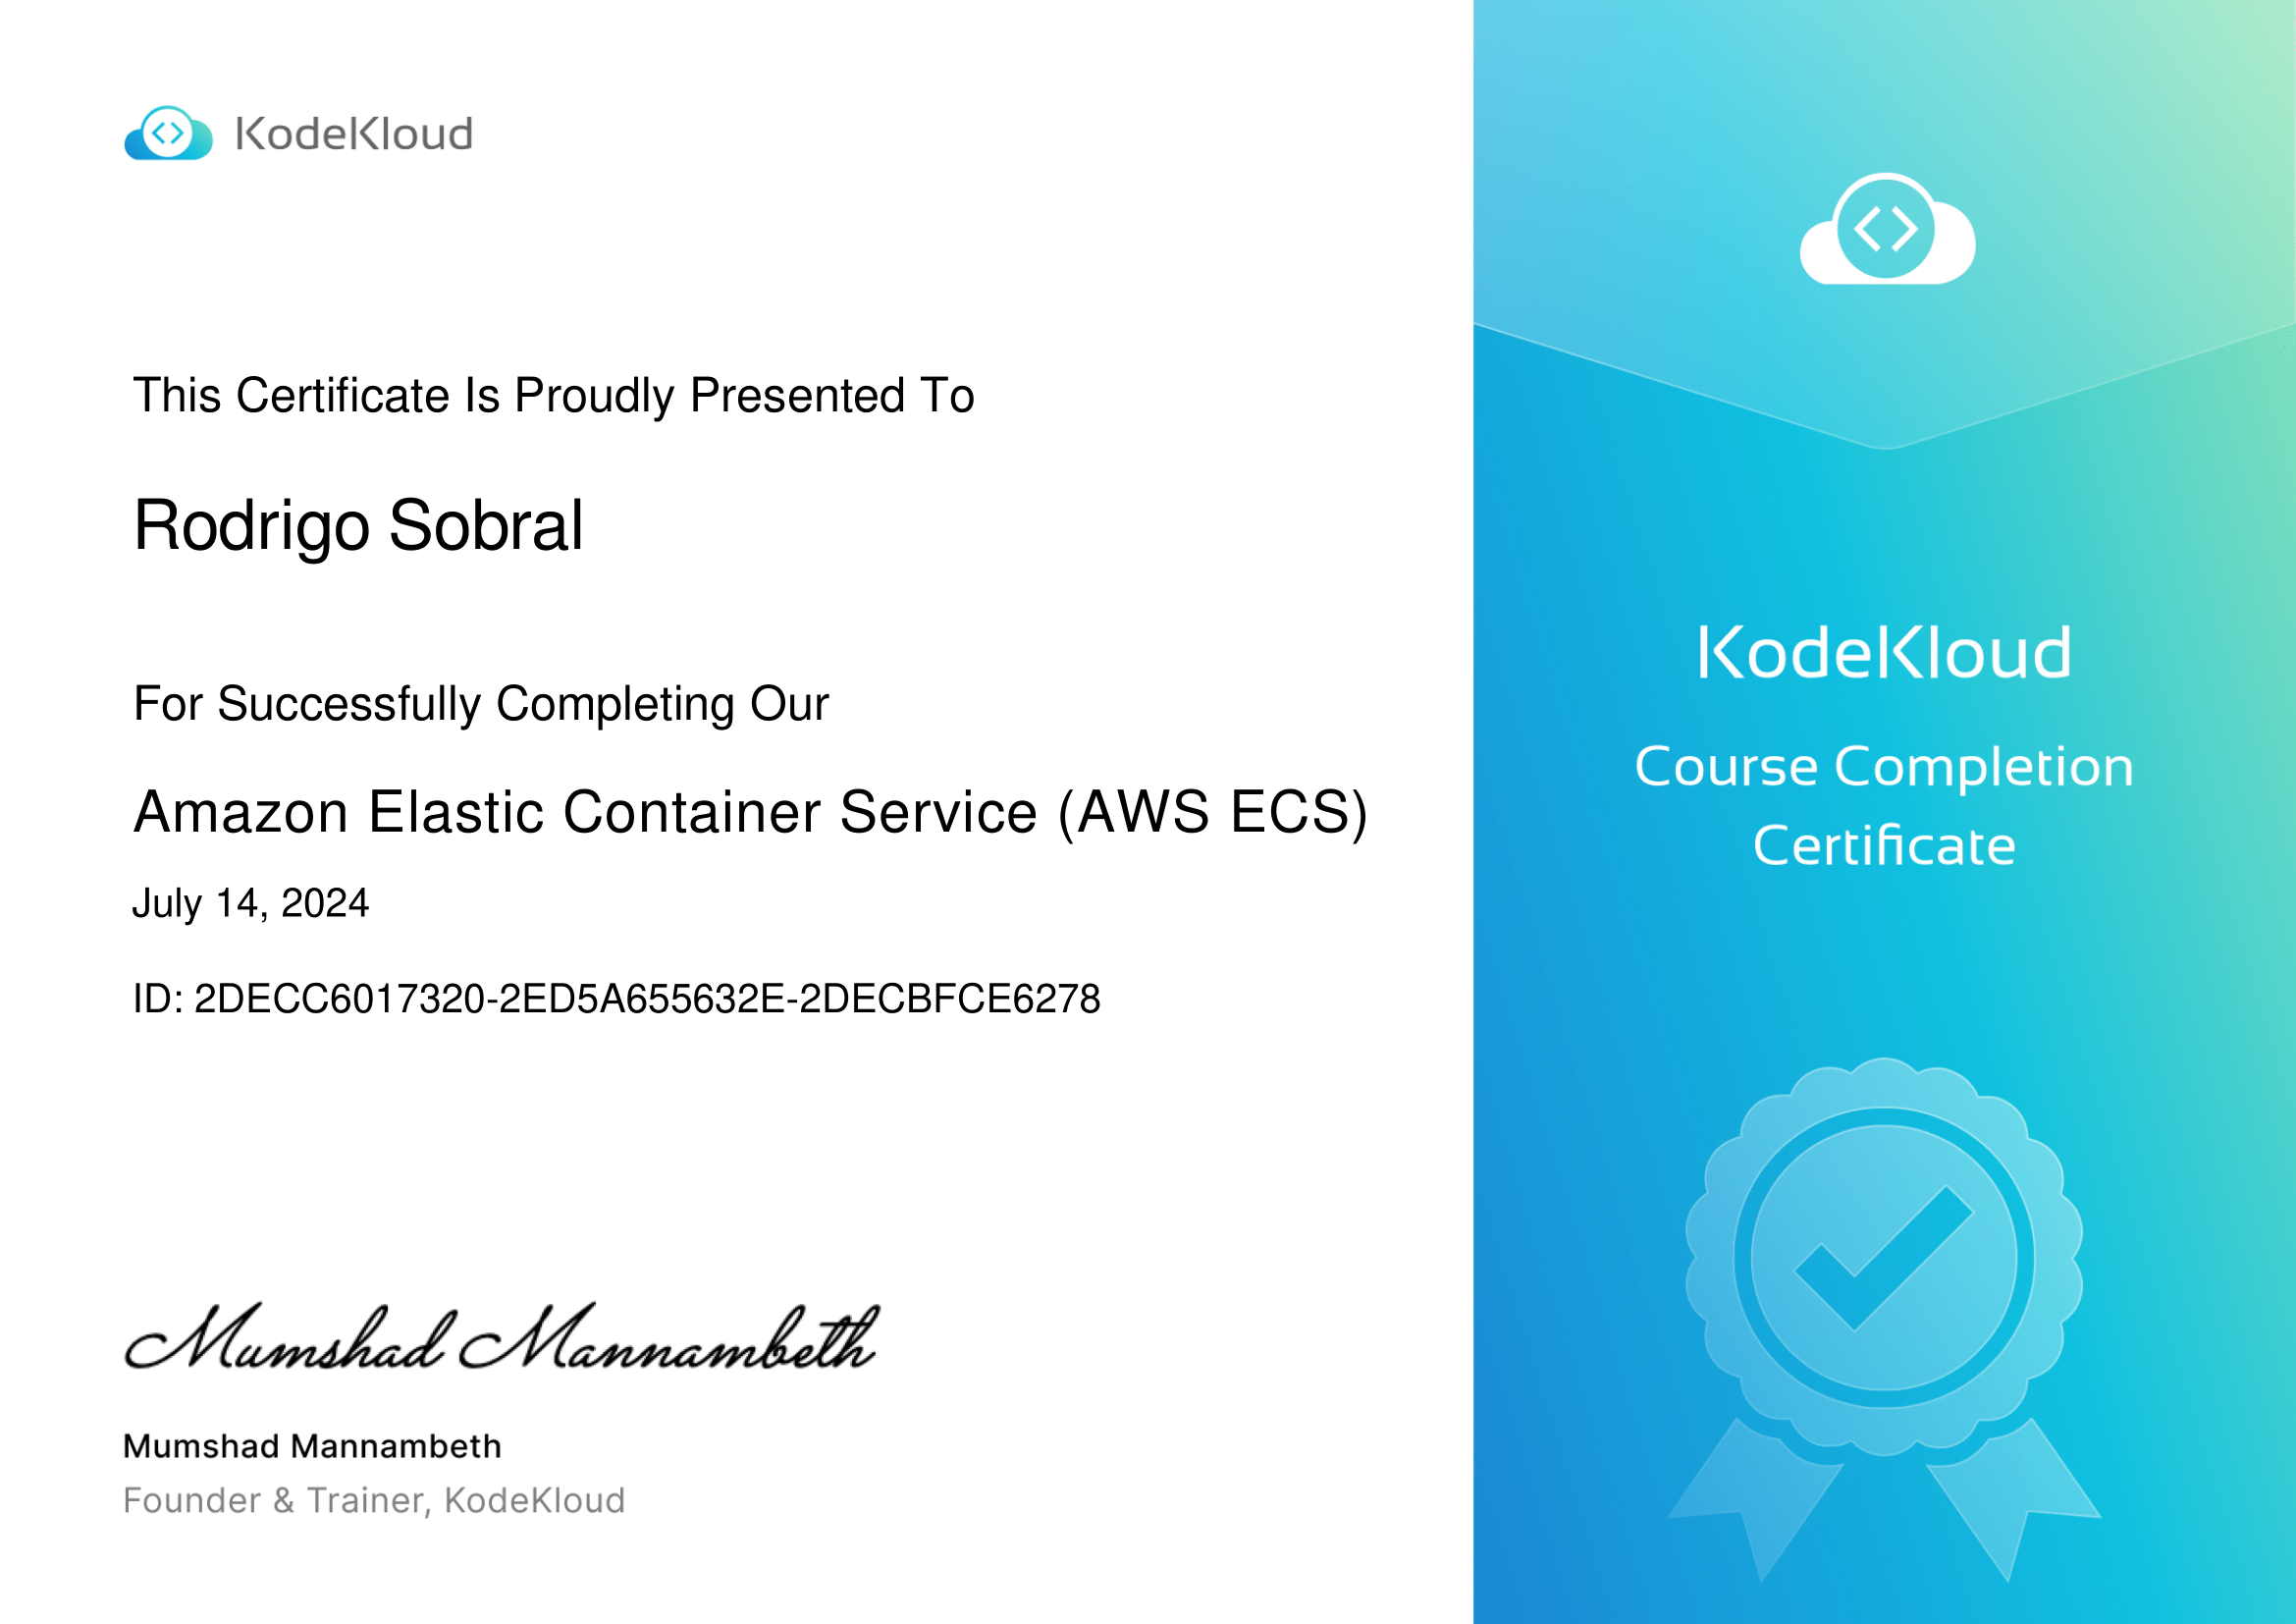 KodeKloud
This Certificate Is Proudly Presented To
Rodrigo Sobral
For Successfully Completing Our
Amazon Elastic Container Service (AWS ECS)
July 14, 2024
ID: 2DECC6017320-2ED5A655632E-2DECBFCE6278
Mumshad Mannambeth
Mumshad Mannambeth
Founder & Trainer, KodeKloud
KodeKloud
Course Completion
Certificate